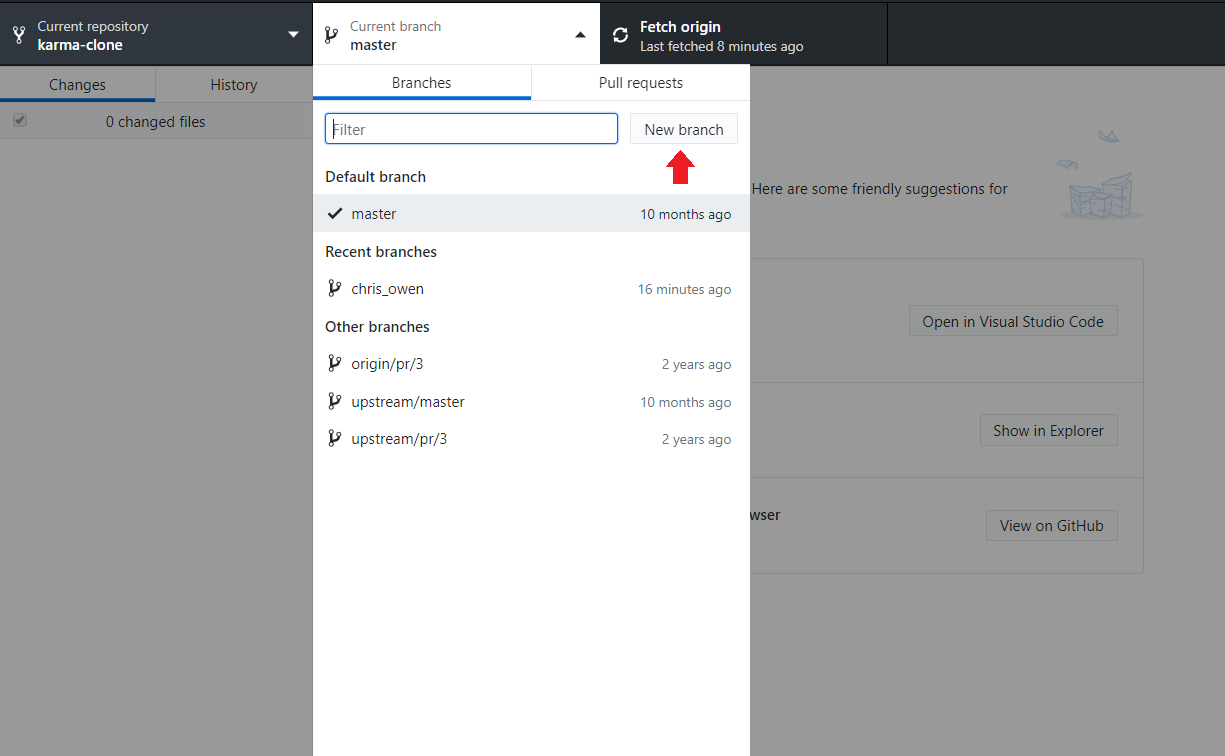 Current repository
karma-clone
Current branch
master
Fetch origin
Last fetched 8 minutes ago
Changes
History
0 changed files
Branches
Pull requests
Filter
New branch
Default branch
master 10 months ago
Recent branches
chris_owen 16 minutes ago
Other branches
origin/pr/3 2 years ago
upstream/master 10 months ago
upstream/pr/3 2 years ago
Here are some friendly suggestions for
Open in Visual Studio Code
Show in Explorer
wser
View on GitHub